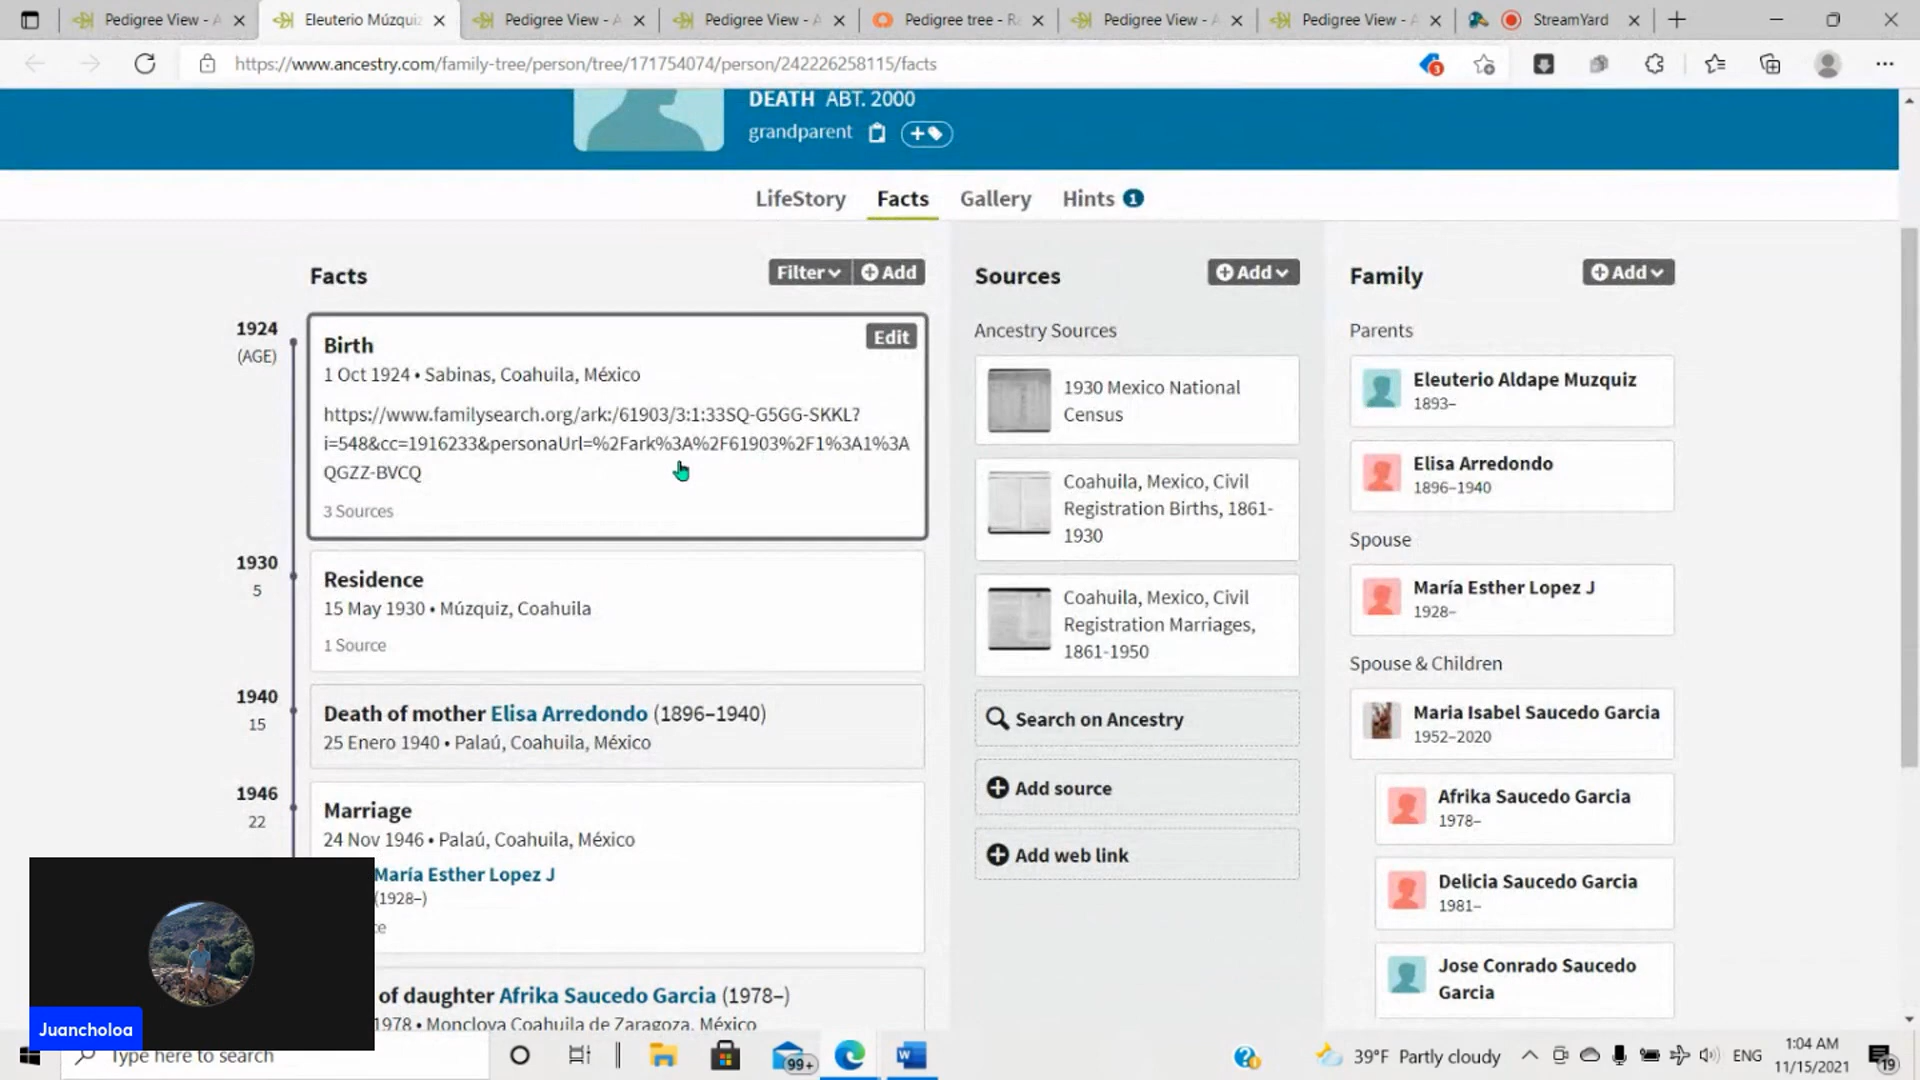 Pedigree View - A
Eleuterio Múzquiz
Pedigree View - A
Pedigree View - A
Pedigree tree - R
Pedigree View - A
Pedigree View - A
StreamYard
https://www.ancestry.com/family-tree/person/tree/171754074/person/242226258115/facts
3
DEATH ABT. 2000
grandparent
LifeStory
Facts
Gallery
Hints 1
Facts
Filter
Add
1924
(AGE)
Birth
Edit
1 Oct 1924 • Sabinas, Coahuila, México
https://www.familysearch.org/ark:/61903/3:1:33SQ-G5GG-SKKL?
i=548&cc=1916233&personaUrl=%2Fark%3A%2F61903%2F1%3A1%3A
QGZZ-BVCQ
3 Sources
1930
5
Residence
15 May 1930 • Múzquiz, Coahuila
1 Source
1940
15
Death of mother Elisa Arredondo (1896–1940)
25 Enero 1940 • Palaú, Coahuila, México
1946
22
Marriage
24 Nov 1946 • Palaú, Coahuila, México
María Esther Lopez J
(1928–)
ce
of daughter Afrika Saucedo Garcia (1978–)
1978 • Monclova Coahuila de Zaragoza, México
Sources
Add
Ancestry Sources
1930 Mexico National
Census
Coahuila, Mexico, Civil
Registration Births, 1861-
1930
Coahuila, Mexico, Civil
Registration Marriages,
1861-1950
Search on Ancestry
Add source
Add web link
Family
Add
Parents
Eleuterio Aldape Muzquiz
1893–
Elisa Arredondo
1896–1940
Spouse
María Esther Lopez J
1928–
Spouse & Children
Maria Isabel Saucedo Garcia
1952–2020
Afrika Saucedo Garcia
1978–
Delicia Saucedo Garcia
1981–
Jose Conrado Saucedo
Garcia
Juancholoa
Type here to search
99+
39°F Partly cloudy
ENG
1:04 AM
11/15/2021
19